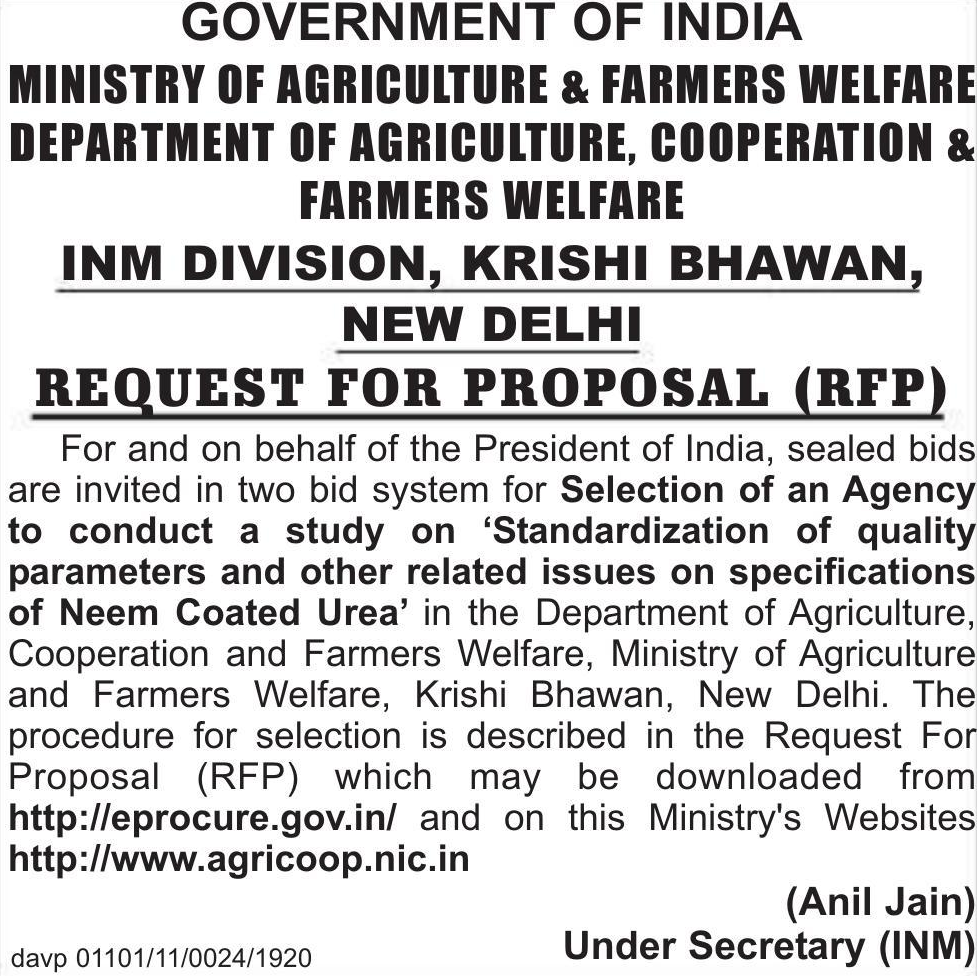 GOVERNMENT OF INDIA
MINISTRY OF AGRICULTURE & FARMERS WELFARE
DEPARTMENT OF AGRICULTURE, COOPERATION &
FARMERS WELFARE
INM DIVISION, KRISHI BHAWAN,
NEW DELHI
REQUEST FOR PROPOSAL (RFP)
For and on behalf of the President of India, sealed bids
are invited in two bid system for Selection of an Agency
to conduct a study on ‘Standardization of quality
parameters and other related issues on specifications
of Neem Coated Urea’ in the Department of Agriculture,
Cooperation and Farmers Welfare, Ministry of Agriculture
and Farmers Welfare, Krishi Bhawan, New Delhi. The
procedure for selection is described in the Request For
Proposal (RFP) which may be downloaded from
http://eprocure.gov.in/ and on this Ministry's Websites
http://www.agricoop.nic.in
(Anil Jain)
Under Secretary (INM)
davp 01101/11/0024/1920